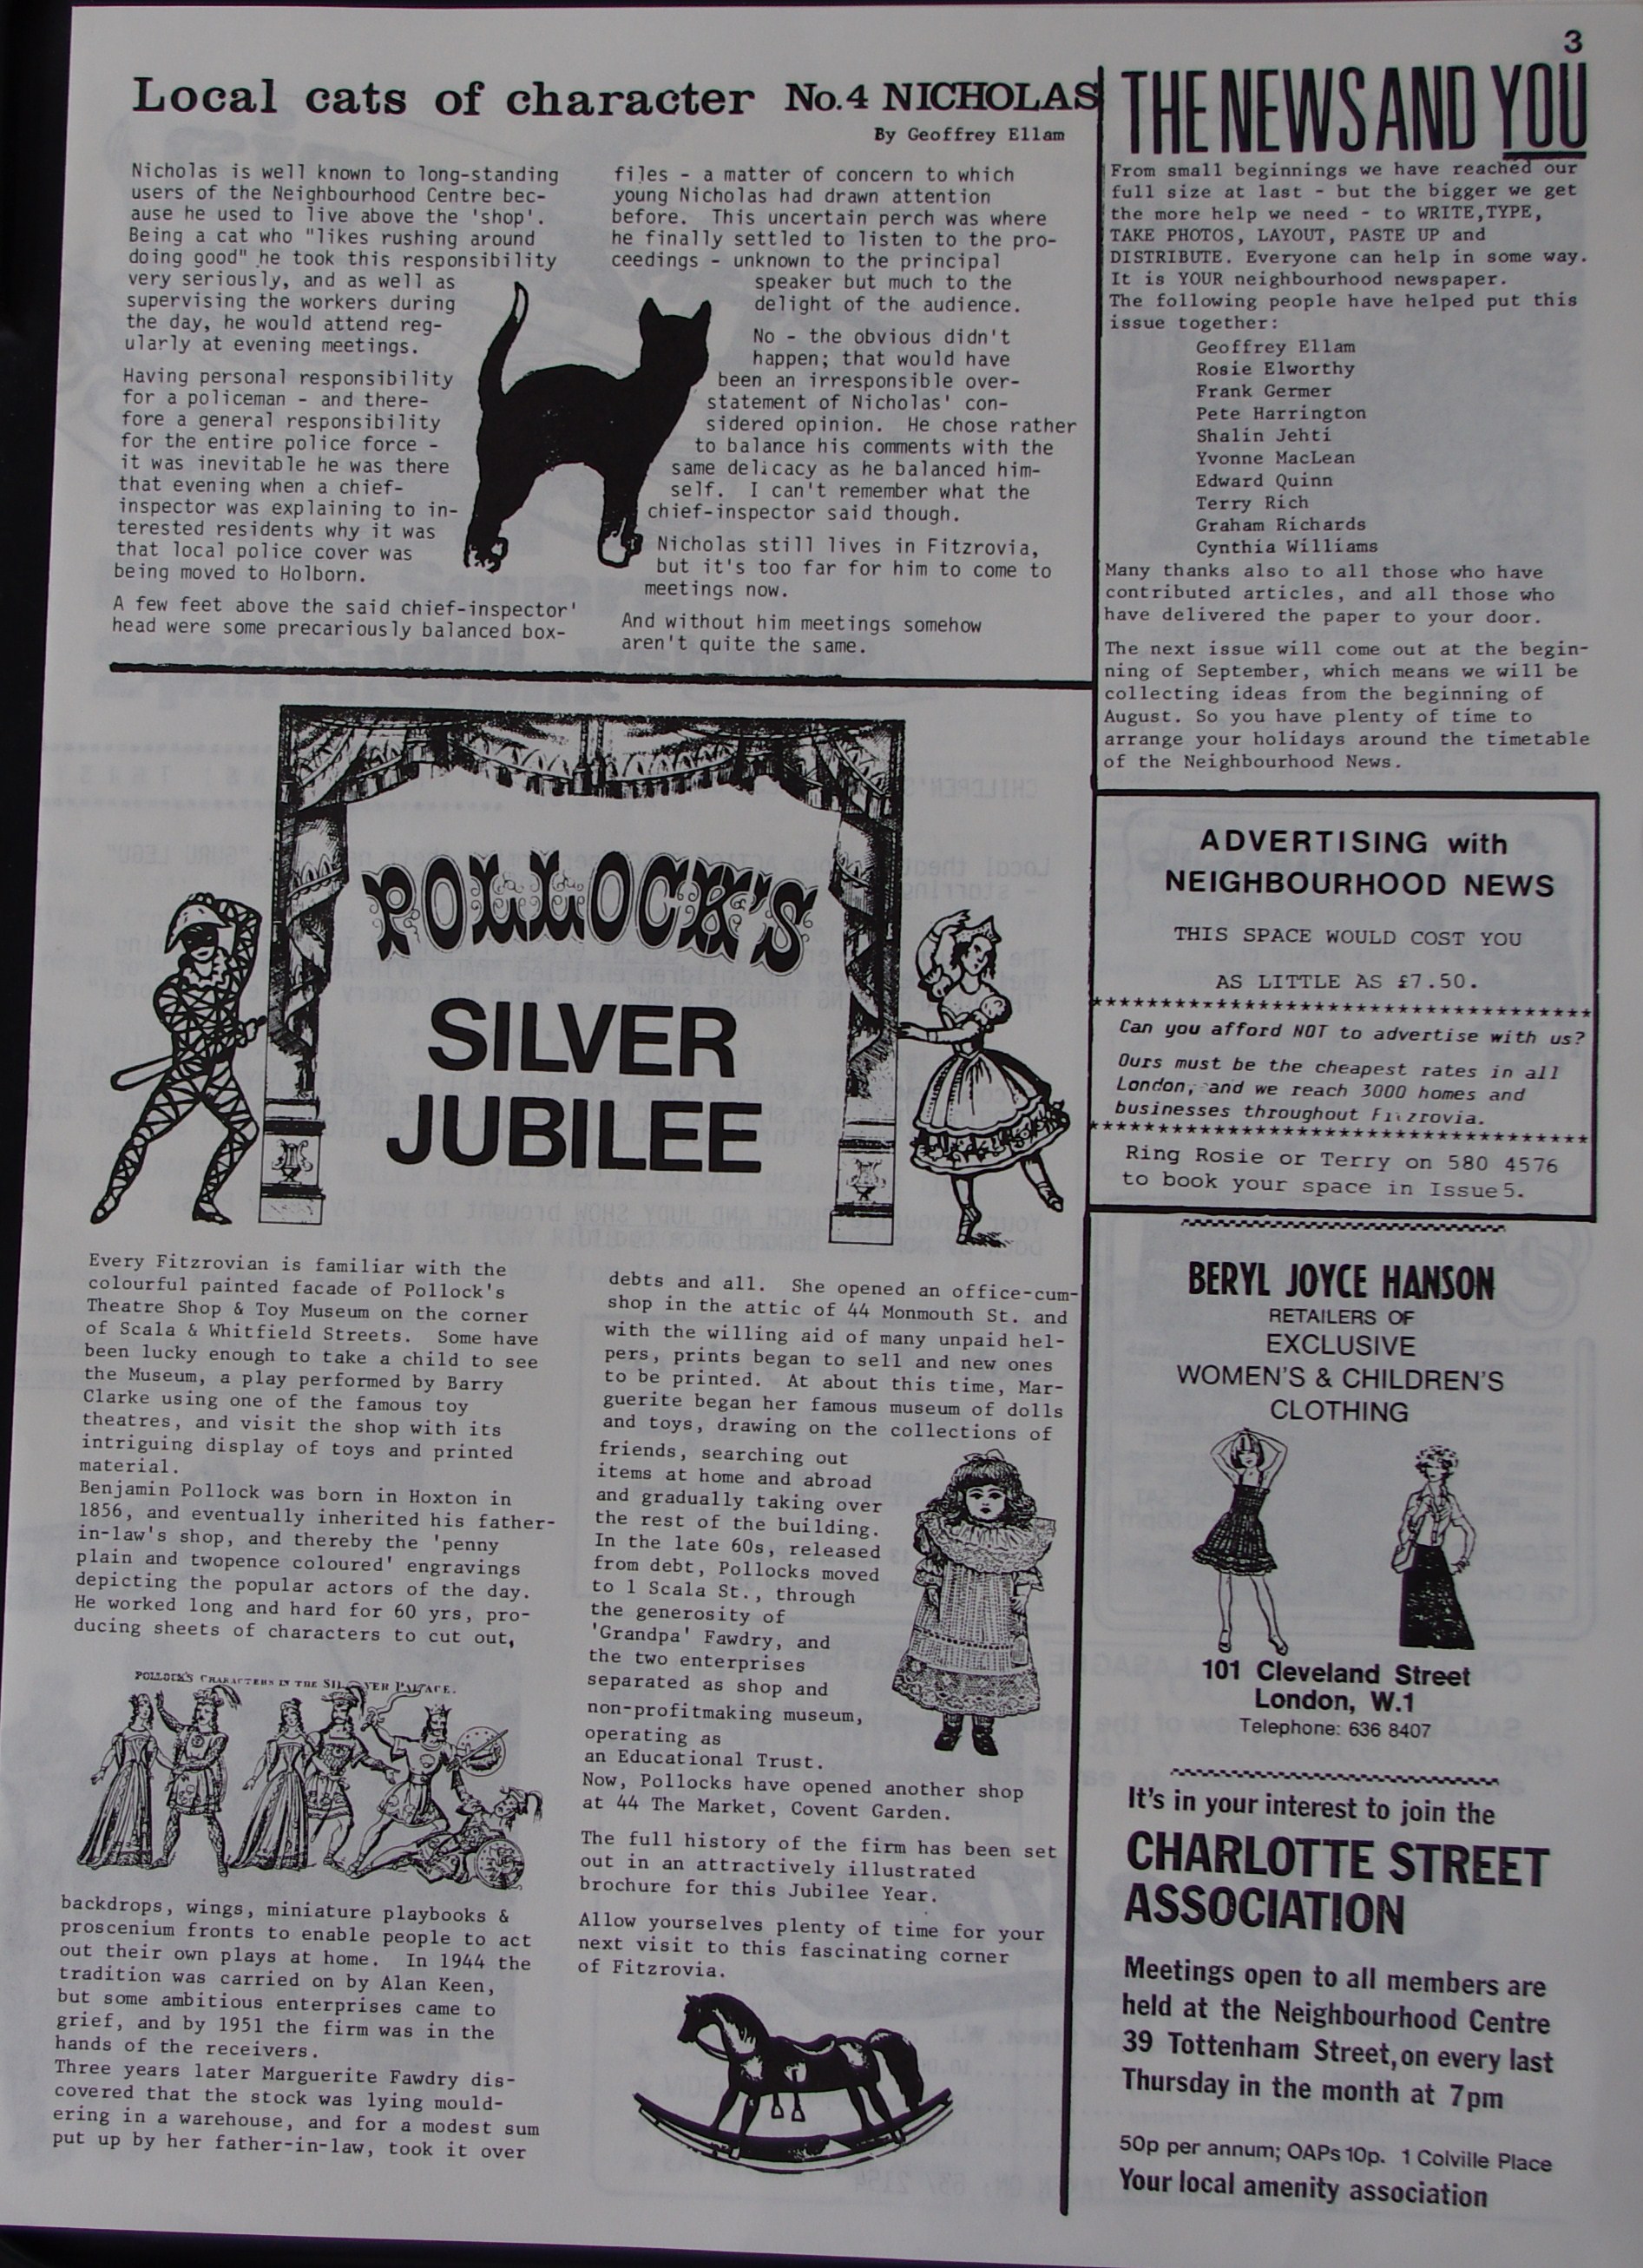 3
Local cats of character No.4 NICHOLAS
By Geoffrey Ellam
Nicholas is well known to long-standing
users of the Neighbourhood Centre bec-
ause he used to live above the 'shop'.
Being a cat who "likes rushing around
doing good" he took this responsibility
very seriously, and as well as
supervising the workers during
the day, he would attend reg-
ularly at evening meetings.
Having personal responsibility
for a policeman - and there-
fore a general responsibility
for the entire police force -
it was inevitable he was there
that evening when a chief-
inspector was explaining to in-
terested residents why it was
that local police cover was
being moved to Holborn.
A few feet above the said chief-inspector'
head were some precariously balanced box-
files - a matter of concern to which
young Nicholas had drawn attention
before. This uncertain perch was where
he finally settled to listen to the pro-
ceedings - unknown to the principal
speaker but much to the
delight of the audience.
No - the obvious didn't
happen; that would have
been an irresponsible over-
statement of Nicholas' con-
sidered opinion. He chose rather
to balance his comments with the
same delicacy as he balanced him-
self. I can't remember what the
chief-inspector said though.
Nicholas still lives in Fitzrovia,
but it's too far for him to come to
meetings now.
And without him meetings somehow
aren't quite the same.
THE NEWS AND YOU
From small beginnings we have reached our
full size at last - but the bigger we get
the more help we need - to WRITE,TYPE,
TAKE PHOTOS, LAYOUT, PASTE UP and
DISTRIBUTE. Everyone can help in some way.
It is YOUR neighbourhood newspaper.
The following people have helped put this
issue together:
Geoffrey Ellam
Rosie Elworthy
Frank Germer
Pete Harrington
Shalin Jehti
Yvonne MacLean
Edward Quinn
Terry Rich
Graham Richards
Cynthia Williams
Many thanks also to all those who have
contributed articles, and all those who
have delivered the paper to your door.
The next issue will come out at the begin-
ning of September, which means we will be
collecting ideas from the beginning of
August. So you have plenty of time to
arrange your holidays around the timetable
of the Neighbourhood News.
ADVERTISING with
NEIGHBOURHOOD NEWS
THIS SPACE WOULD COST YOU
AS LITTLE AS £7.50.
Can you afford NOT to advertise with us?
Ours must be the cheapest rates in all
London, and we reach 3000 homes and
businesses throughout Fitzrovia.
Ring Rosie or Terry on 580 4576
to book your space in Issue 5.
POLLOCK'S
SILVER
JUBILEE
Every Fitzrovian is familiar with the
colourful painted facade of Pollock's
Theatre Shop & Toy Museum on the corner
of Scala & Whitfield Streets. Some have
been lucky enough to take a child to see
the Museum, a play performed by Barry
Clarke using one of the famous toy
theatres, and visit the shop with its
intriguing display of toys and printed
material.
Benjamin Pollock was born in Hoxton in
1856, and eventually inherited his father-
in-law's shop, and thereby the 'penny
plain and twopence coloured' engravings
depicting the popular actors of the day.
He worked long and hard for 60 yrs, pro-
ducing sheets of characters to cut out,
POLLOCK'S CHARACTERS IN THE SILVER PALACE.
backdrops, wings, miniature playbooks &
proscenium fronts to enable people to act
out their own plays at home. In 1944 the
tradition was carried on by Alan Keen,
but some ambitious enterprises came to
grief, and by 1951 the firm was in the
hands of the receivers.
Three years later Marguerite Fawdry dis-
covered that the stock was lying mould-
ering in a warehouse, and for a modest sum
put up by her father-in-law, took it over
debts and all. She opened an office-cum-
shop in the attic of 44 Monmouth St. and
with the willing aid of many unpaid hel-
pers, prints began to sell and new ones
to be printed. At about this time, Mar-
guerite began her famous museum of dolls
and toys, drawing on the collections of
friends, searching out
items at home and abroad
and gradually taking over
the rest of the building.
In the late 60s, released
from debt, Pollocks moved
to 1 Scala St., through
the generosity of
'Grandpa' Fawdry, and
the two enterprises
separated as shop and
non-profitmaking museum,
operating as
an Educational Trust.
Now, Pollocks have opened another shop
at 44 The Market, Covent Garden.
The full history of the firm has been set
out in an attractively illustrated
brochure for this Jubilee Year.
Allow yourselves plenty of time for your
next visit to this fascinating corner
of Fitzrovia.
BERYL JOYCE HANSON
RETAILERS OF
EXCLUSIVE
WOMEN'S & CHILDREN'S
CLOTHING
101 Cleveland Street
London, W.1
Telephone: 636 8407
It's in your interest to join the
CHARLOTTE STREET
ASSOCIATION
Meetings open to all members are
held at the Neighbourhood Centre
39 Tottenham Street, on every last
Thursday in the month at 7pm
50p per annum; OAPs 10p. 1 Colville Place
Your local amenity association